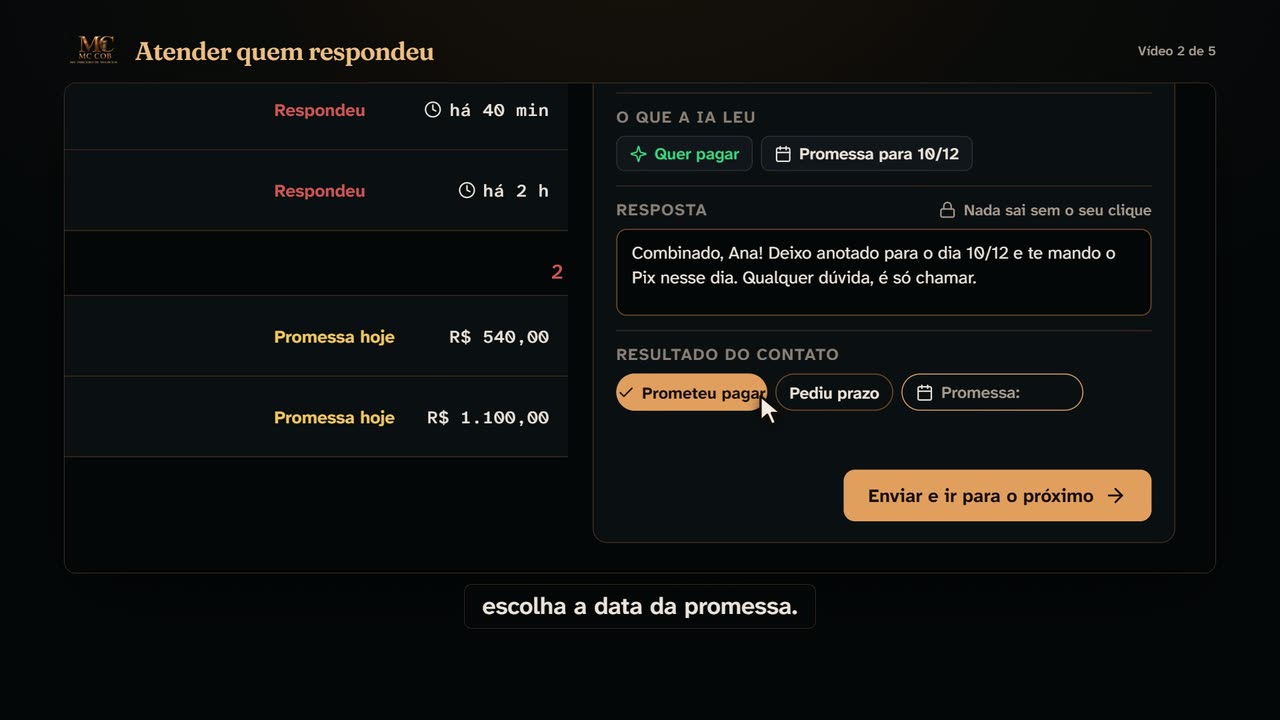 MC
MC COB
Atender quem respondeu
Vídeo 2 de 5
Respondeu há 40 min
Respondeu há 2 h
2
Promessa hoje R$ 540,00
Promessa hoje R$ 1.100,00
O QUE A IA LEU
Quer pagar Promessa para 10/12
RESPOSTA Nada sai sem o seu clique
Combinado, Ana! Deixo anotado para o dia 10/12 e te mando o
Pix nesse dia. Qualquer dúvida, é só chamar.
RESULTADO DO CONTATO
Prometeu pagar Pediu prazo Promessa:
Enviar e ir para o próximo
escolha a data da promessa.